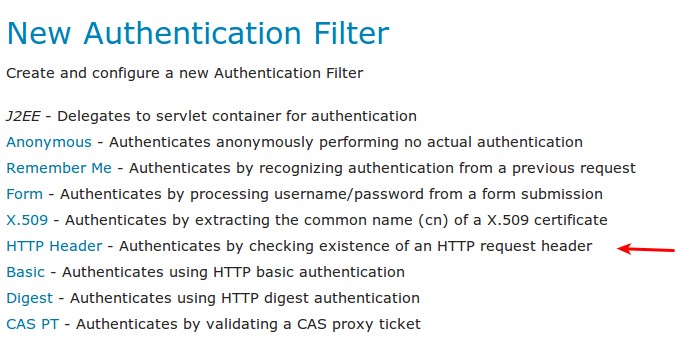 New Authentication Filter
Create and configure a new Authentication Filter
J2EE - Delegates to servlet container for authentication
Anonymous - Authenticates anonymously performing no actual authentication
Remember Me - Authenticates by recognizing authentication from a previous request
Form - Authenticates by processing username/password from a form submission
X.509 - Authenticates by extracting the common name (cn) of a X.509 certificate
HTTP Header - Authenticates by checking existence of an HTTP request header
Basic - Authenticates using HTTP basic authentication
Digest - Authenticates using HTTP digest authentication
CAS PT - Authenticates by validating a CAS proxy ticket